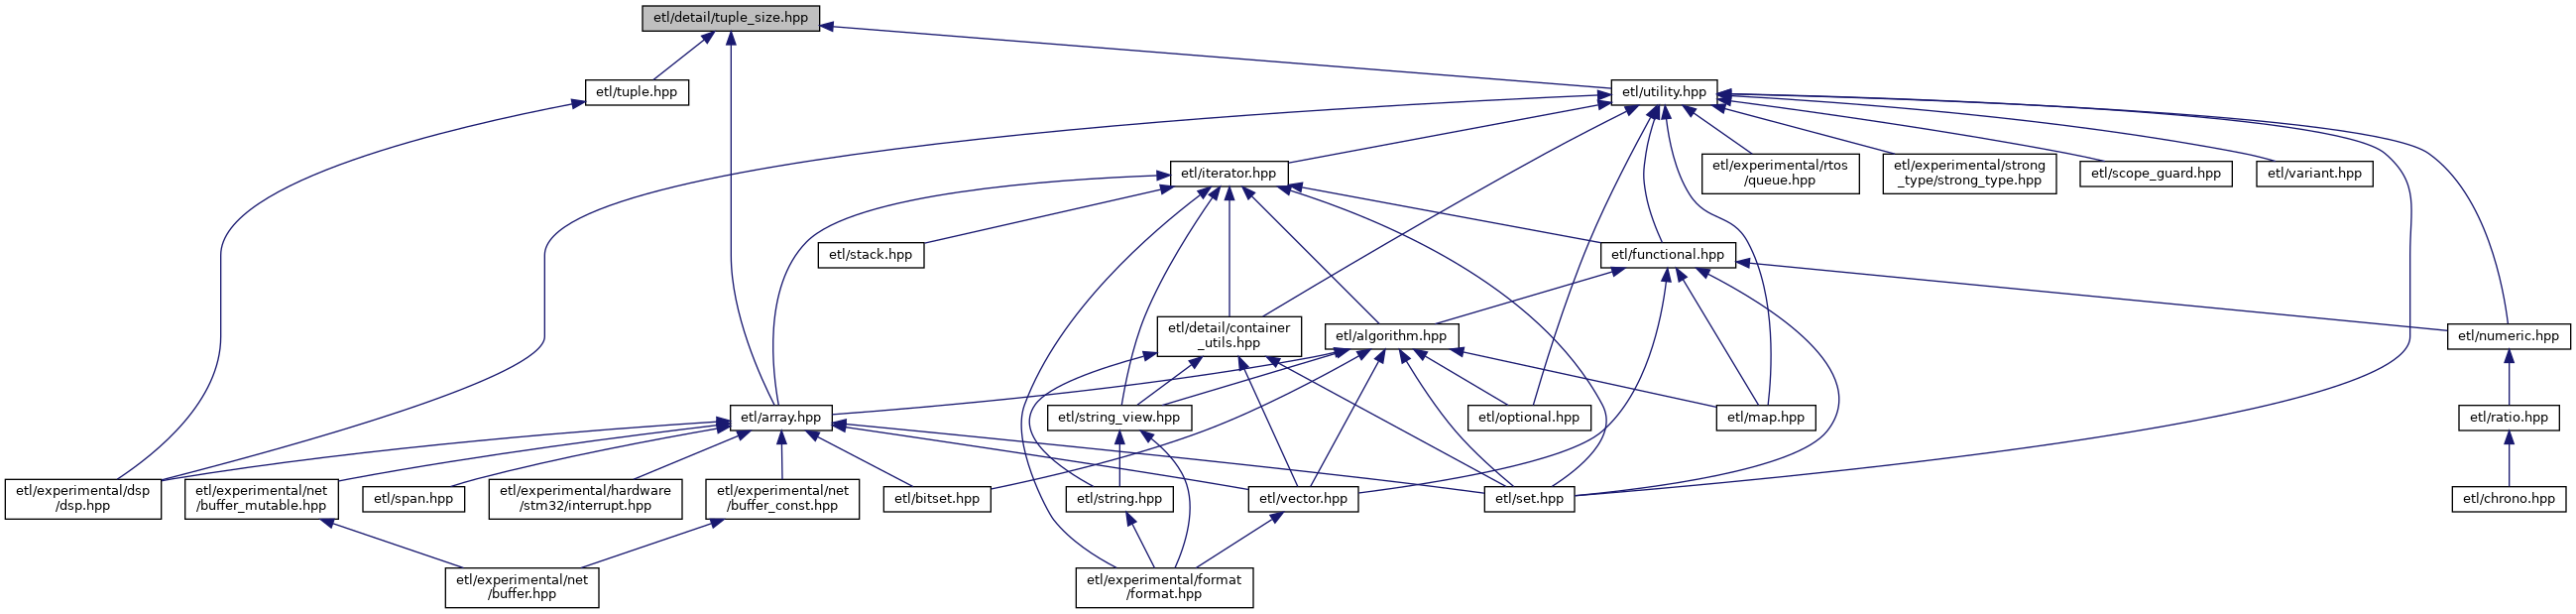 etl/detail/tuple_size.hpp
etl/tuple.hpp
etl/utility.hpp
etl/iterator.hpp
etl/experimental/rtos
/queue.hpp
etl/experimental/strong
_type/strong_type.hpp
etl/scope_guard.hpp
etl/variant.hpp
etl/stack.hpp
etl/functional.hpp
etl/detail/container
_utils.hpp
etl/algorithm.hpp
etl/numeric.hpp
etl/array.hpp
etl/string_view.hpp
etl/optional.hpp
etl/map.hpp
etl/ratio.hpp
etl/experimental/dsp
/dsp.hpp
etl/experimental/net
/buffer_mutable.hpp
etl/span.hpp
etl/experimental/hardware
/stm32/interrupt.hpp
etl/experimental/net
/buffer_const.hpp
etl/bitset.hpp
etl/string.hpp
etl/vector.hpp
etl/set.hpp
etl/chrono.hpp
etl/experimental/net
/buffer.hpp
etl/experimental/format
/format.hpp